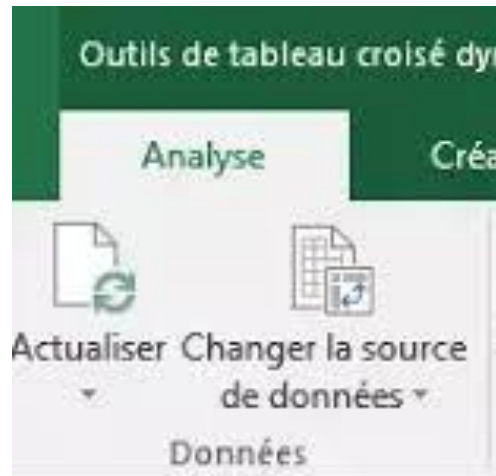 Outils de tableau croisé dy
Analyse Créa
Actualiser Changer la source
de données
Données